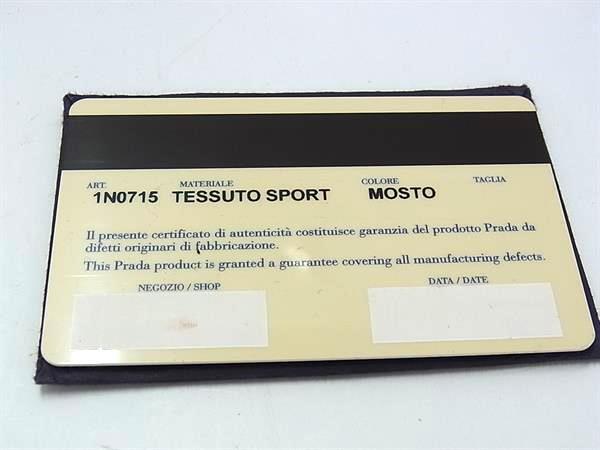 ART. MATERIALE COLORE TAGLIA
1N0715 TESSUTO SPORT MOSTO
Il presente certificato di autenticità costituisce garanzia del prodotto Prada da
difetti originari di fabbricazione.
This Prada product is granted a guarantee covering all manufacturing defects.
NEGOZIO / SHOP DATA / DATE